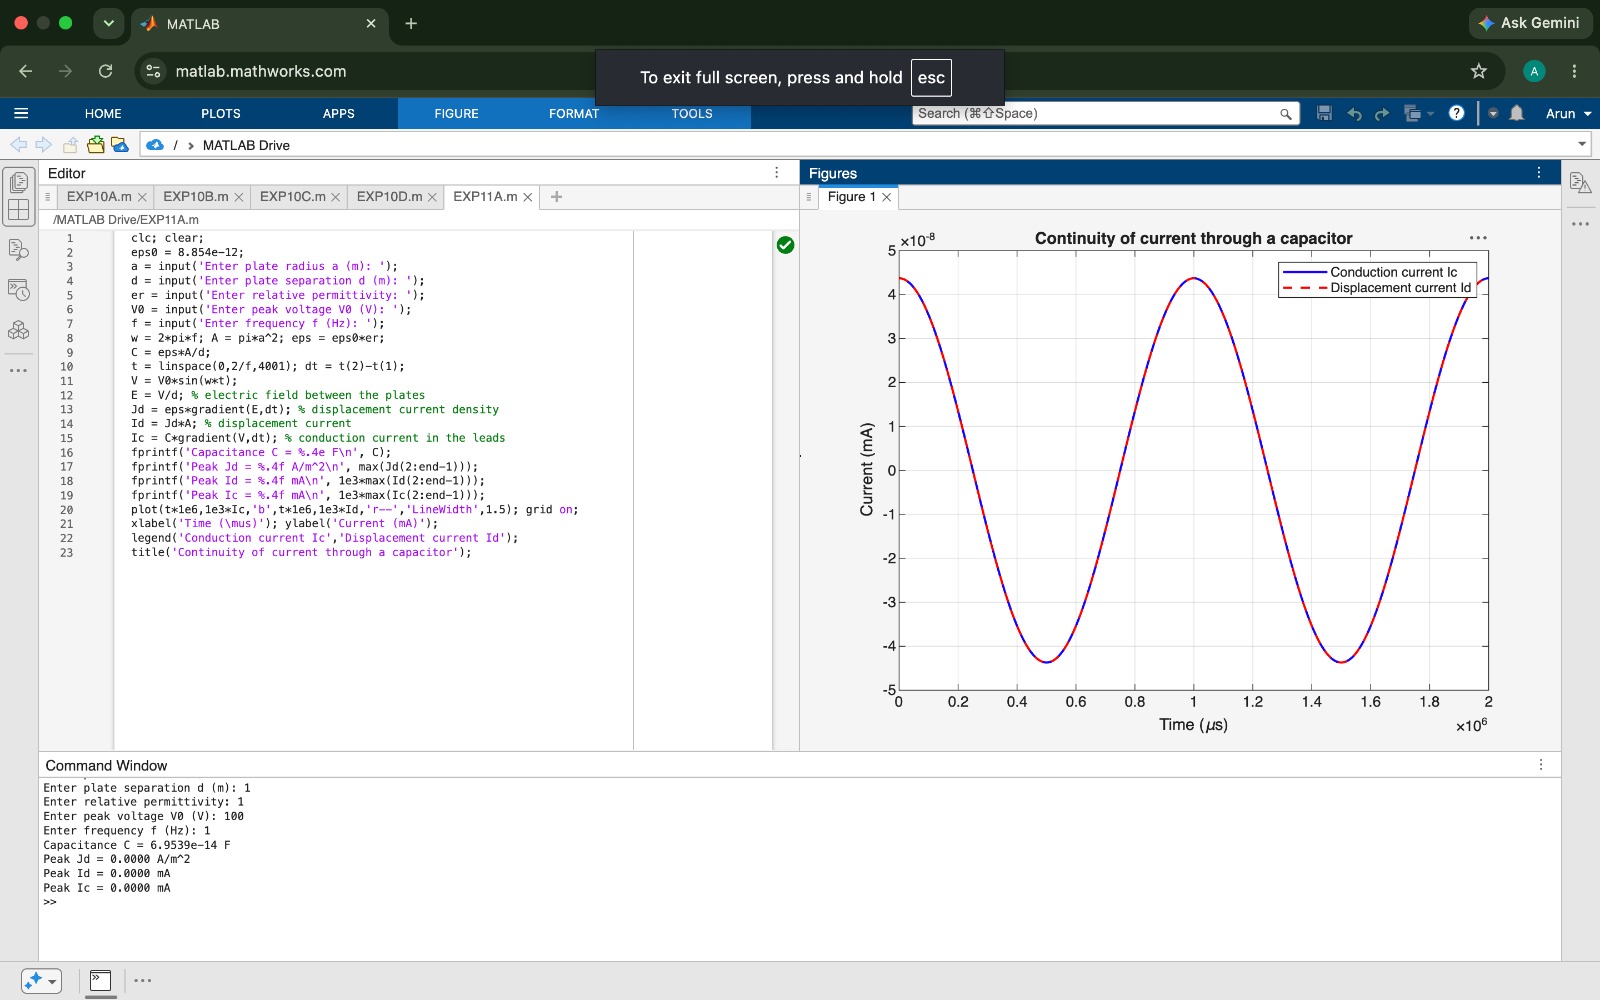 MATLAB
Ask Gemini
matlab.mathworks.com
To exit full screen, press and hold esc
A
HOME PLOTS APPS FIGURE FORMAT TOOLS
Search (⌘⇧Space)
Arun
/ › MATLAB Drive
Editor
EXP10A.m EXP10B.m EXP10C.m EXP10D.m EXP11A.m
/MATLAB Drive/EXP11A.m
1 clc; clear;
2 eps0 = 8.854e-12;
3 a = input('Enter plate radius a (m): ');
4 d = input('Enter plate separation d (m): ');
5 er = input('Enter relative permittivity: ');
6 V0 = input('Enter peak voltage V0 (V): ');
7 f = input('Enter frequency f (Hz): ');
8 w = 2*pi*f; A = pi*a^2; eps = eps0*er;
9 C = eps*A/d;
10 t = linspace(0,2/f,4001); dt = t(2)-t(1);
11 V = V0*sin(w*t);
12 E = V/d; % electric field between the plates
13 Jd = eps*gradient(E,dt); % displacement current density
14 Id = Jd*A; % displacement current
15 Ic = C*gradient(V,dt); % conduction current in the leads
16 fprintf('Capacitance C = %.4e F\n', C);
17 fprintf('Peak Jd = %.4f A/m^2\n', max(Jd(2:end-1)));
18 fprintf('Peak Id = %.4f mA\n', 1e3*max(Id(2:end-1)));
19 fprintf('Peak Ic = %.4f mA\n', 1e3*max(Ic(2:end-1)));
20 plot(t*1e6,1e3*Ic,'b',t*1e6,1e3*Id,'r--','LineWidth',1.5); grid on;
21 xlabel('Time (\mus)'); ylabel('Current (mA)');
22 legend('Conduction current Ic','Displacement current Id');
23 title('Continuity of current through a capacitor');
Figures
Figure 1
×10⁻⁸
Continuity of current through a capacitor
Conduction current Ic
Displacement current Id
5
4
3
2
1
0
-1
-2
-3
-4
-5
Current (mA)
0 0.2 0.4 0.6 0.8 1 1.2 1.4 1.6 1.8 2
Time (μs)
×10⁶
Command Window
Enter plate separation d (m): 1
Enter relative permittivity: 1
Enter peak voltage V0 (V): 100
Enter frequency f (Hz): 1
Capacitance C = 6.9539e-14 F
Peak Jd = 0.0000 A/m^2
Peak Id = 0.0000 mA
Peak Ic = 0.0000 mA
>>